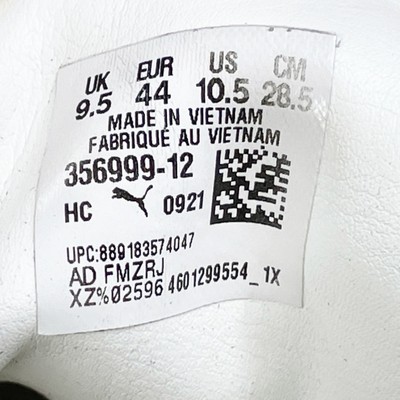 UK EUR US CM
9.5 44 10.5 28.5
MADE IN VIETNAM
FABRIQUÉ AU VIETNAM
356999-12
HC 0921
UPC:889183574047
AD FMZRJ
XZ%02596 4601299554_1X